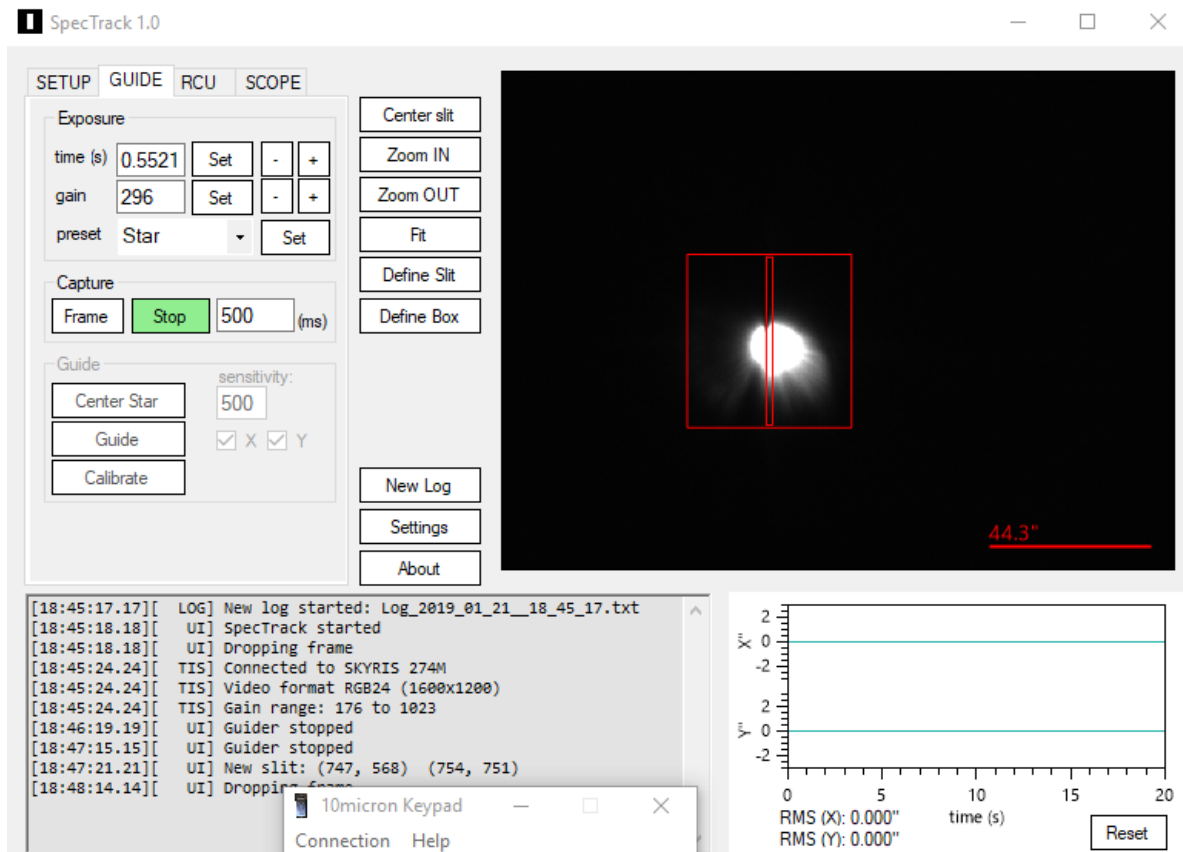 SpecTrack 1.0
SETUP GUIDE RCU SCOPE
Exposure
time (s) 0.5521 Set - +
gain 296 Set - +
preset Star Set
Capture
Frame Stop 500 (ms)
Guide
sensitivity:
Center Star 500
Guide X Y
Calibrate
Center slit
Zoom IN
Zoom OUT
Fit
Define Slit
Define Box
New Log
Settings
About
44.3"
[18:45:17.17][ LOG] New log started: Log_2019_01_21__18_45_17.txt
[18:45:18.18][ UI] SpecTrack started
[18:45:18.18][ UI] Dropping frame
[18:45:24.24][ TIS] Connected to SKYRIS 274M
[18:45:24.24][ TIS] Video format RGB24 (1600x1200)
[18:45:24.24][ TIS] Gain range: 176 to 1023
[18:46:19.19][ UI] Guider stopped
[18:47:15.15][ UI] Guider stopped
[18:47:21.21][ UI] New slit: (747, 568) (754, 751)
[18:48:14.14][ UI] Dropping frame
10micron Keypad
Connection Help
X"
2
0
-2
Y"
2
0
-2
0 5 10 15 20
time (s)
RMS (X): 0.000"
RMS (Y): 0.000"
Reset